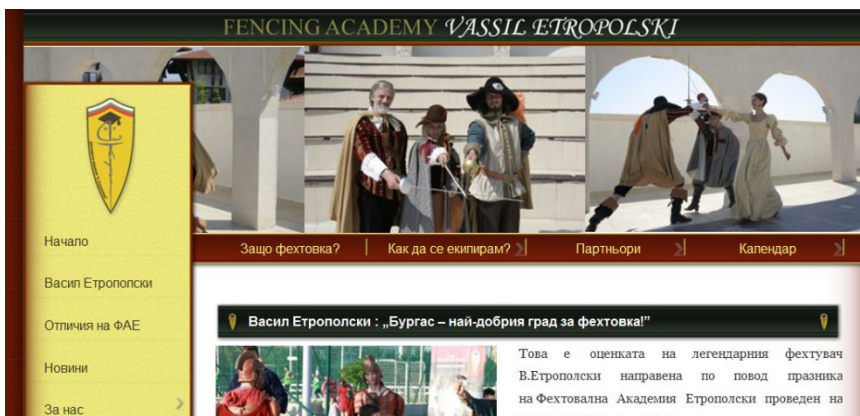 FENCING ACADEMY VASSIL ETROPOLSKI
Начало
Васил Етрополски
Отличия на ФАЕ
Новини
За нас
Защо фехтовка?
Как да се екипирам?
Партньори
Календар
Васил Етрополски : „Бургас – най-добрия град за фехтовка!”
Това е оценката на легендарния фехтувач
В.Етрополски направена по повод празника
на Фехтовална Академия Етрополски проведен на